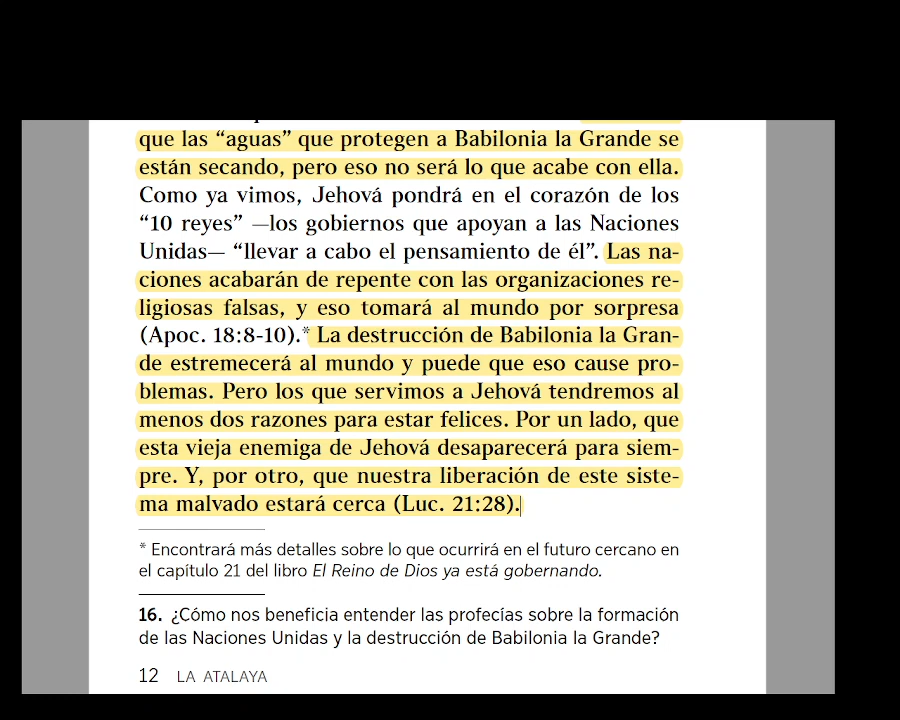 que las “aguas” que protegen a Babilonia la Grande se
están secando, pero eso no será lo que acabe con ella.
Como ya vimos, Jehová pondrá en el corazón de los
“10 reyes” —los gobiernos que apoyan a las Naciones
Unidas— “llevar a cabo el pensamiento de él”. Las na-
ciones acabarán de repente con las organizaciones re-
ligiosas falsas, y eso tomará al mundo por sorpresa
(Apoc. 18:8-10).* La destrucción de Babilonia la Gran-
de estremecerá al mundo y puede que eso cause pro-
blemas. Pero los que servimos a Jehová tendremos al
menos dos razones para estar felices. Por un lado, que
esta vieja enemiga de Jehová desaparecerá para siem-
pre. Y, por otro, que nuestra liberación de este siste-
ma malvado estará cerca (Luc. 21:28).
* Encontrará más detalles sobre lo que ocurrirá en el futuro cercano en
el capítulo 21 del libro El Reino de Dios ya está gobernando.
16. ¿Cómo nos beneficia entender las profecías sobre la formación
de las Naciones Unidas y la destrucción de Babilonia la Grande?
12 LA ATALAYA